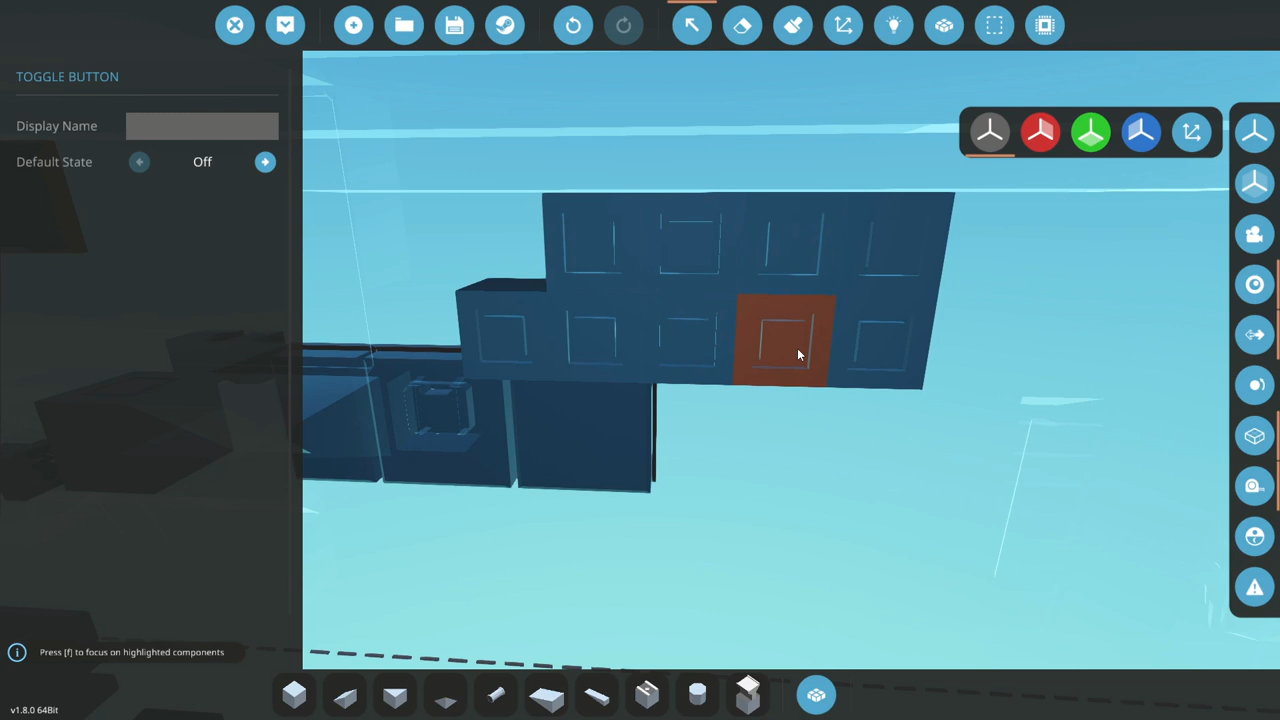 TOGGLE BUTTON
Display Name
Default State Off
Press [f] to focus on highlighted components
v1.8.0 64Bit